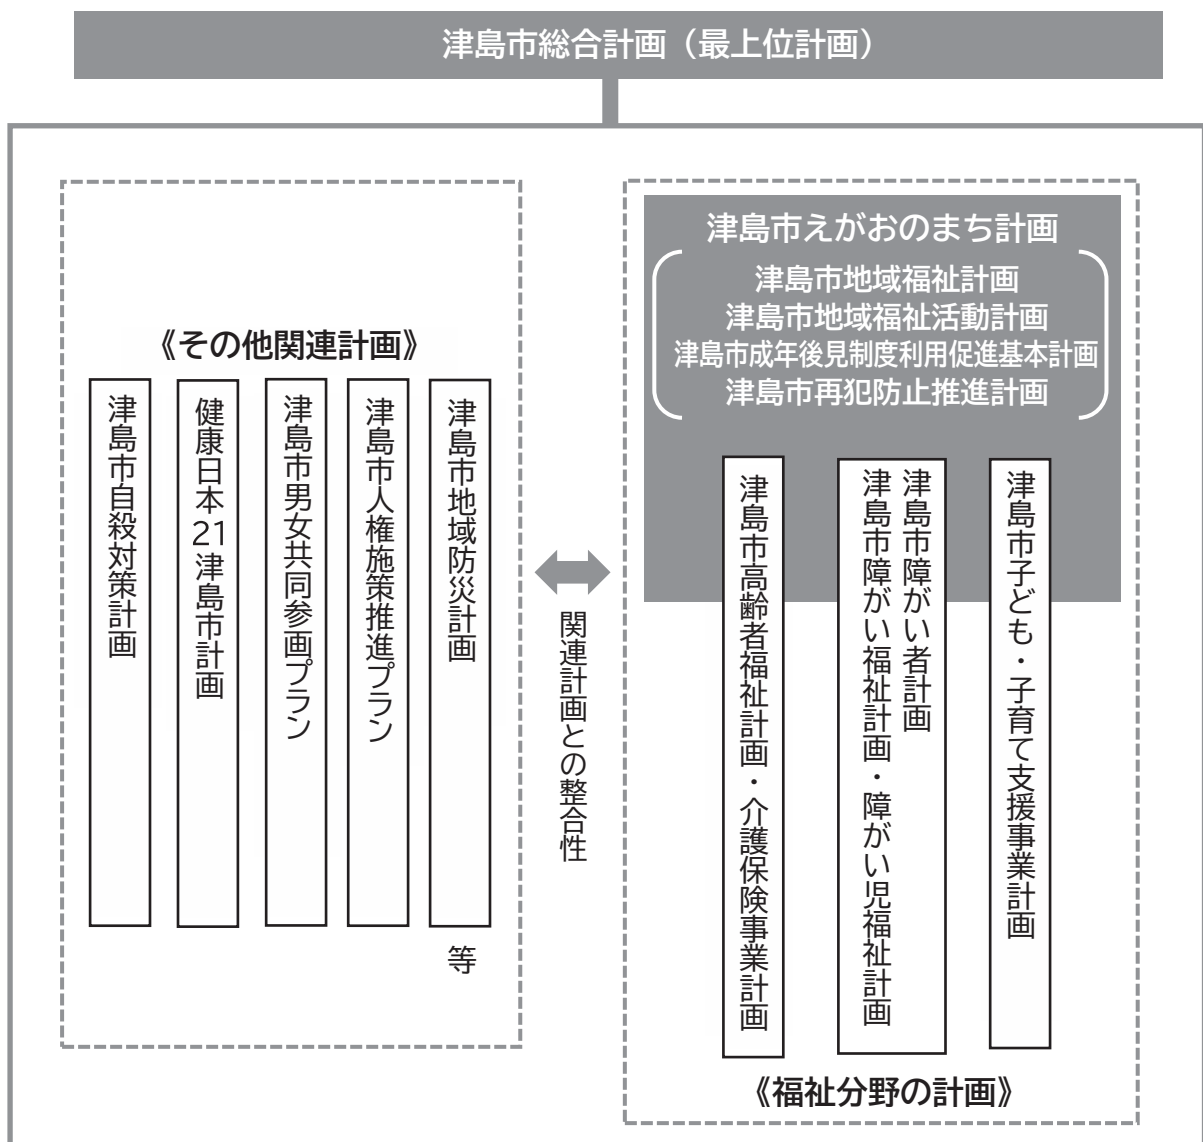 津島市総合計画（最上位計画）
《その他関連計画》
津島市自殺対策計画
健康日本21津島市計画
津島市男女共同参画プラン
津島市人権施策推進プラン
津島市地域防災計画
等
関連計画との整合性
津島市えがおのまち計画
津島市地域福祉計画
津島市地域福祉活動計画
津島市成年後見制度利用促進基本計画
津島市再犯防止推進計画
津島市高齢者福祉計画・介護保険事業計画
津島市障がい者計画
津島市障がい福祉計画・障がい児福祉計画
津島市子ども・子育て支援事業計画
《福祉分野の計画》